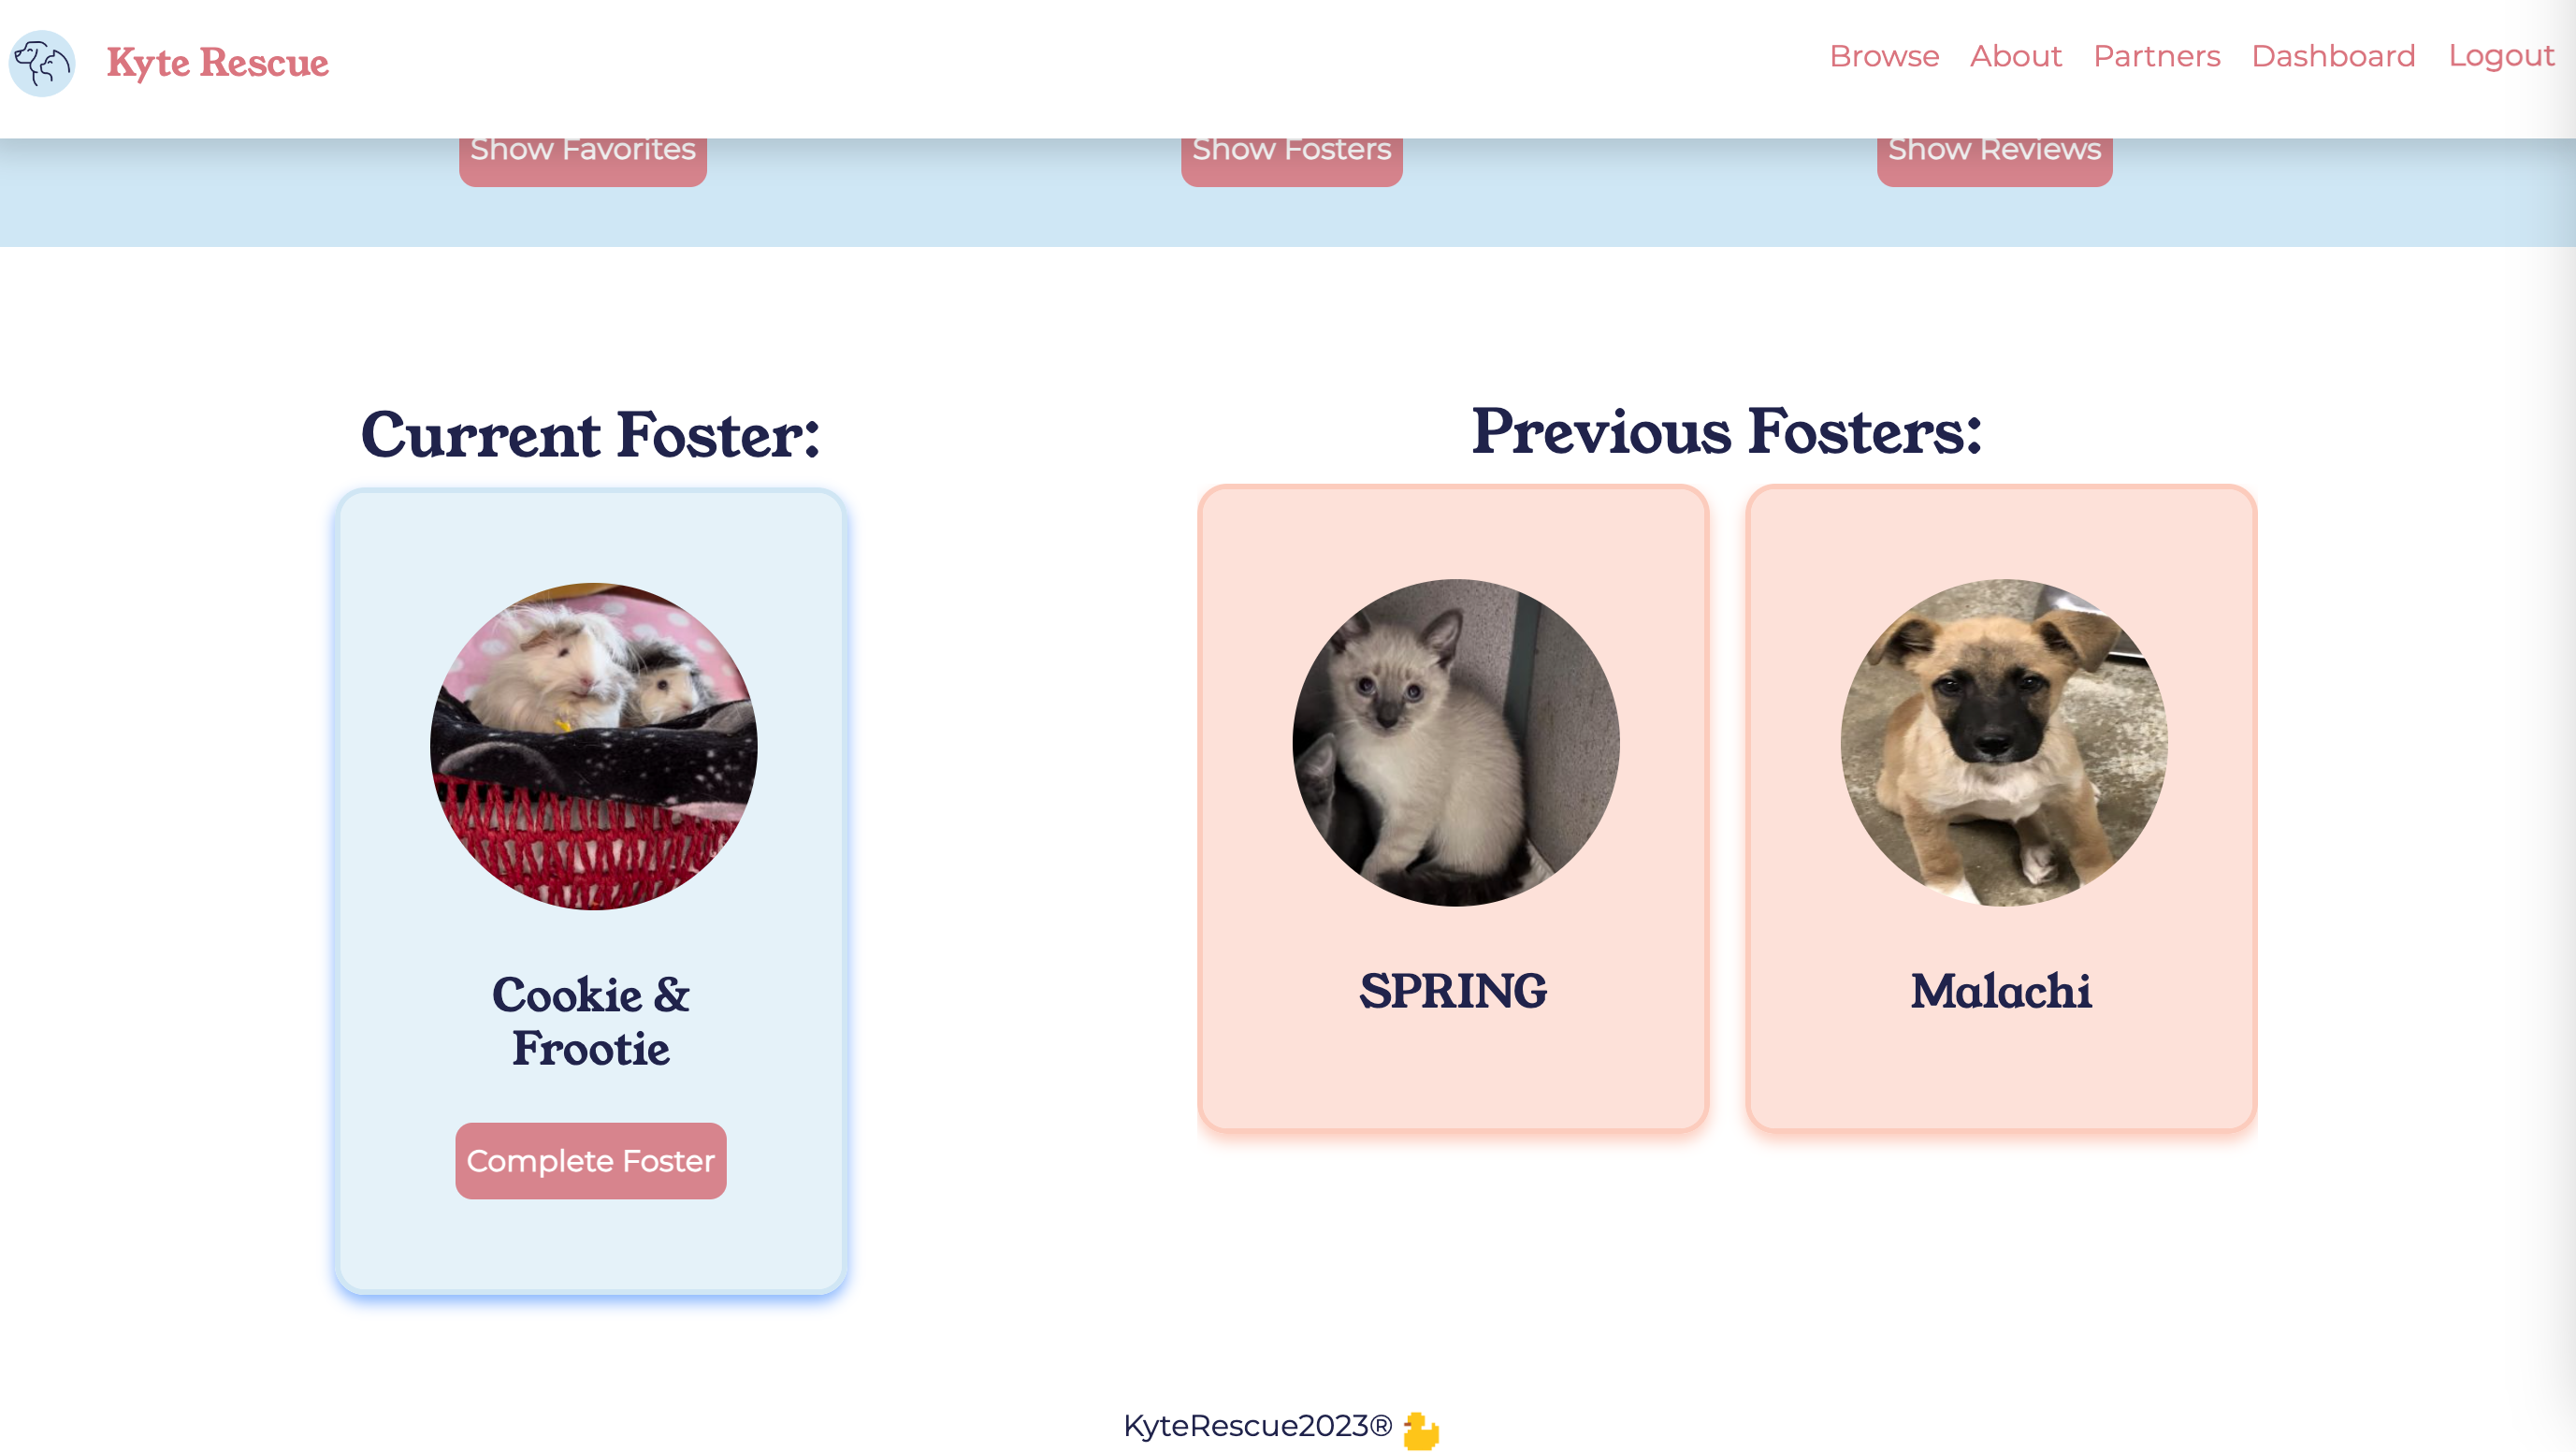 Kyte Rescue
Browse About Partners Dashboard Logout
Show Favorites Show Fosters Show Reviews
Current Foster:
Previous Fosters:
Cookie &
Frootie
Complete Foster
SPRING
Malachi
KyteRescue2023®